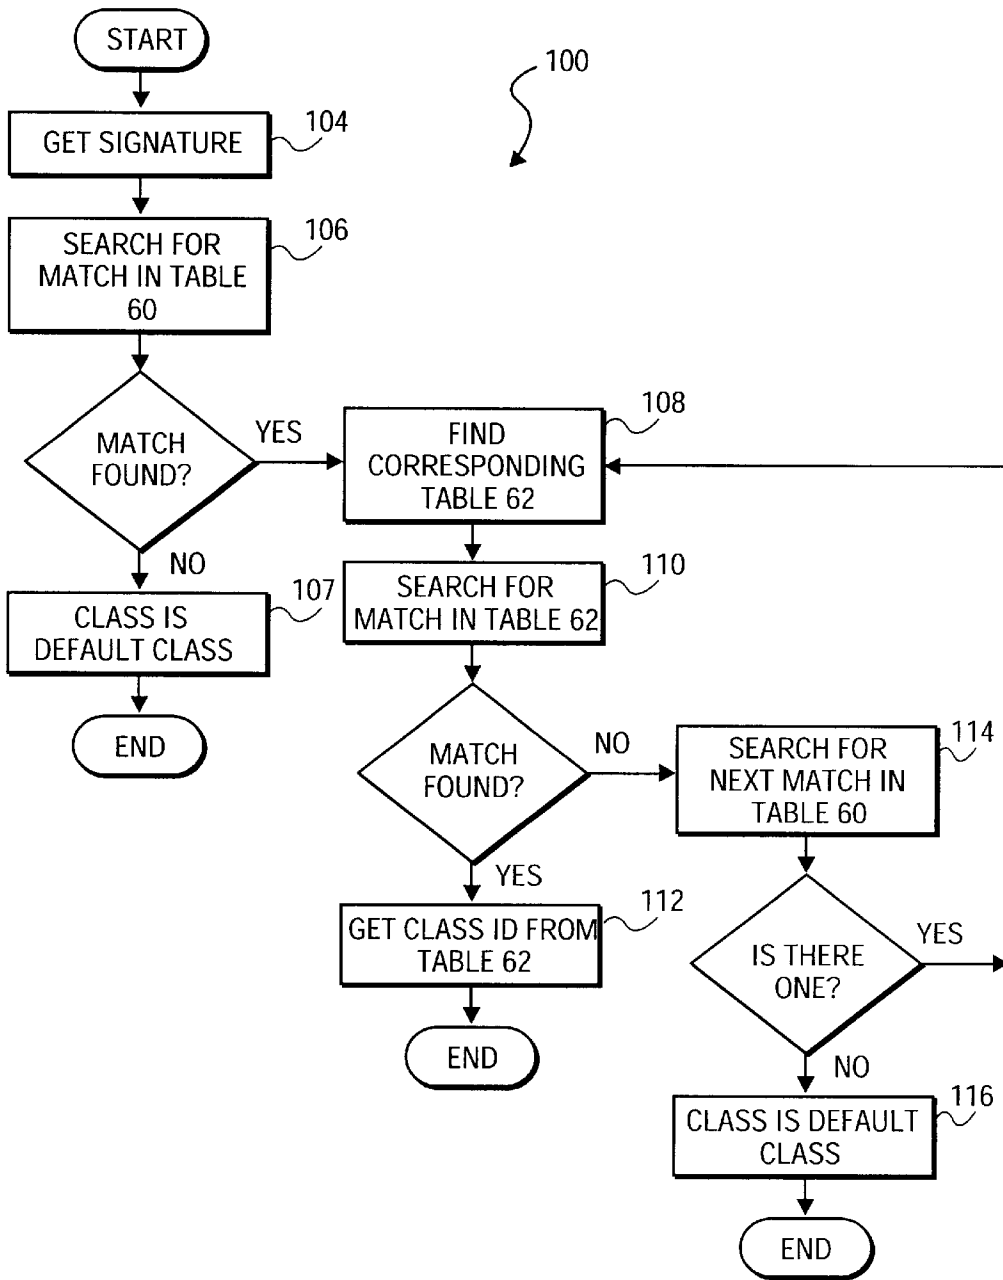 START
100
GET SIGNATURE
104
SEARCH FOR
MATCH IN TABLE
60
106
MATCH
FOUND?
YES
NO
FIND
CORRESPONDING
TABLE 62
108
CLASS IS
DEFAULT CLASS
107
END
SEARCH FOR
MATCH IN TABLE 62
110
MATCH
FOUND?
NO
YES
SEARCH FOR
NEXT MATCH IN
TABLE 60
114
GET CLASS ID FROM
TABLE 62
112
END
IS THERE
ONE?
YES
NO
CLASS IS DEFAULT
CLASS
116
END